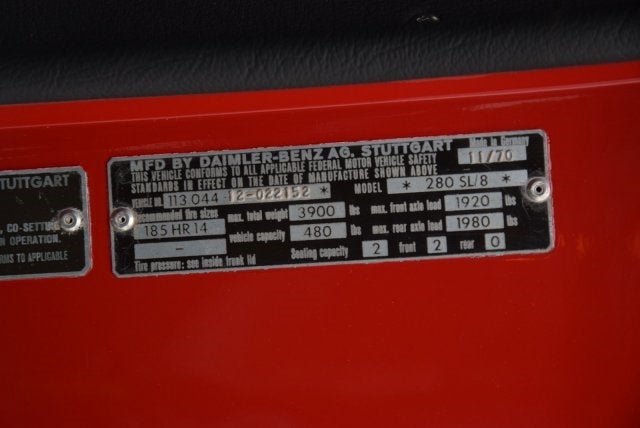 TUTTGART
, CO-SETTING
N OPERATION.
RMS TO APPLICABLE
MFD BY DAIMLER-BENZ AG. STUTTGART Made in Germany
THIS VEHICLE CONFORMS TO ALL 11/70
APPLICABLE FEDERAL MOTOR VEHICLE SAFETY
STANDARDS IN EFFECT ON THE DATE OF MANUFACTURE SHOWN ABOVE
VEHICLE № 113.044 12-022152 * MODEL * 280 SL/8 *
Recommended tire sizes max. total weight 3900 lbs max. front axle load 1920 lbs
185 HR 14 vehicle capacity 480 lbs max. rear axle load 1980 lbs
– Seating capacity 2 front 2 rear 0
Tire pressure: see inside trunk lid